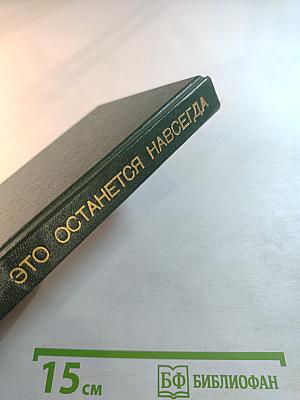 ЭТО ОСТАНЕТСЯ НАВСЕГДА
15 см
БФ БИБЛИОФАН